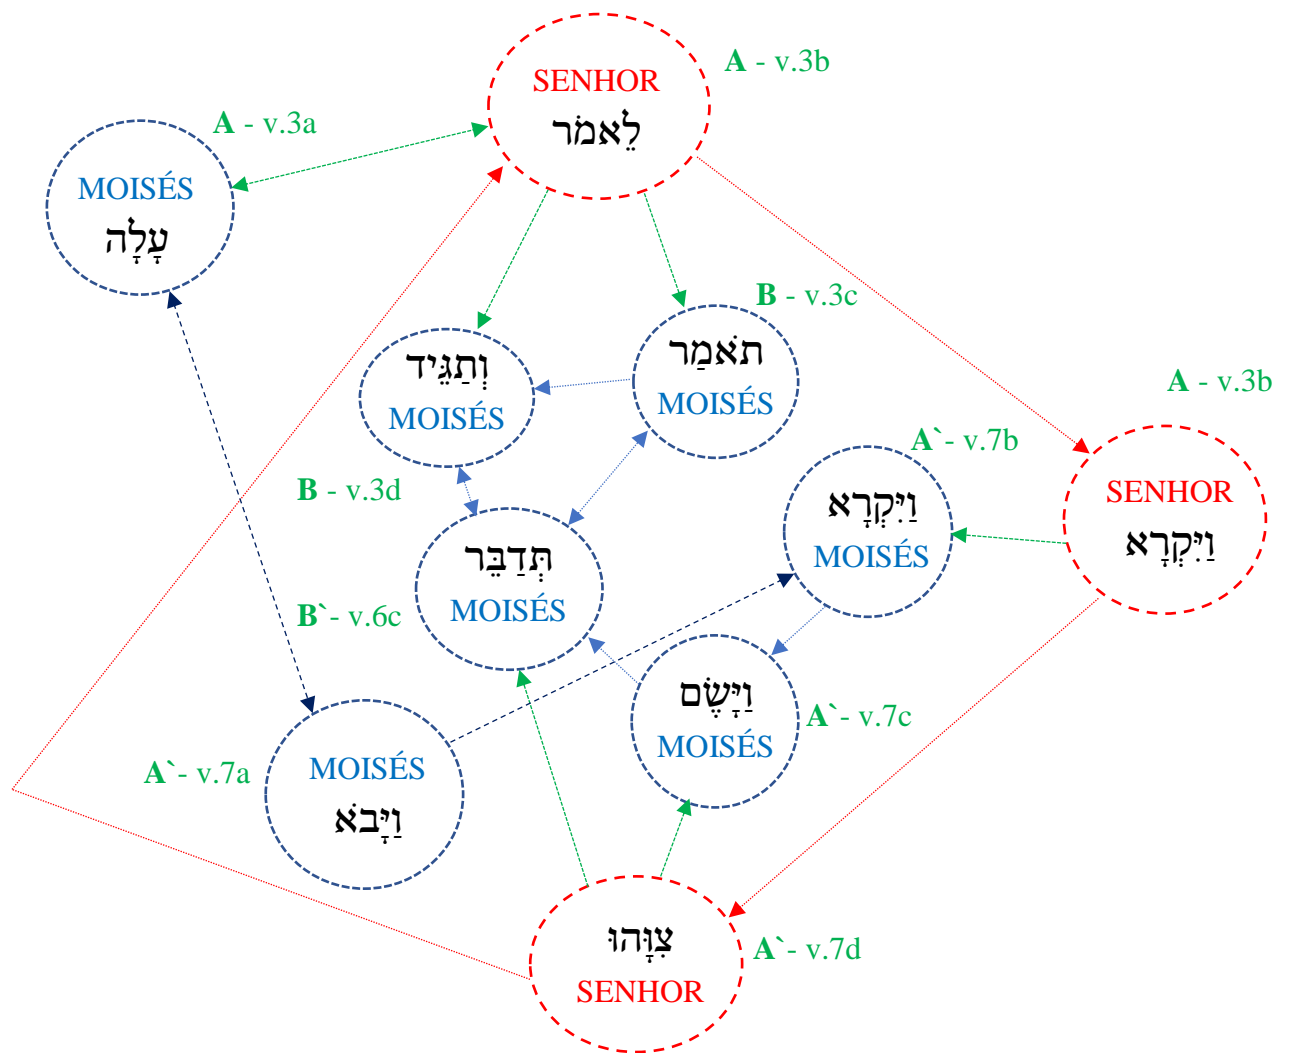 A - v.3b
SENHOR
לֵאמֹר
A - v.3a
MOISÉS
עָלָה
B - v.3c
וְתַגֵּיד
MOISÉS
תֹאמַר
MOISÉS
A - v.3b
A` - v.7b
SENHOR
וַיִּקְרָא
וַיִּקְרָא
MOISÉS
B - v.3d
תְּדַבֵּר
MOISÉS
B`- v.6c
וַיָּשֶׂם
MOISÉS
A`- v.7c
A`- v.7a
MOISÉS
וַיָּבֹא
צִוָּהוּ
SENHOR
A`- v.7d